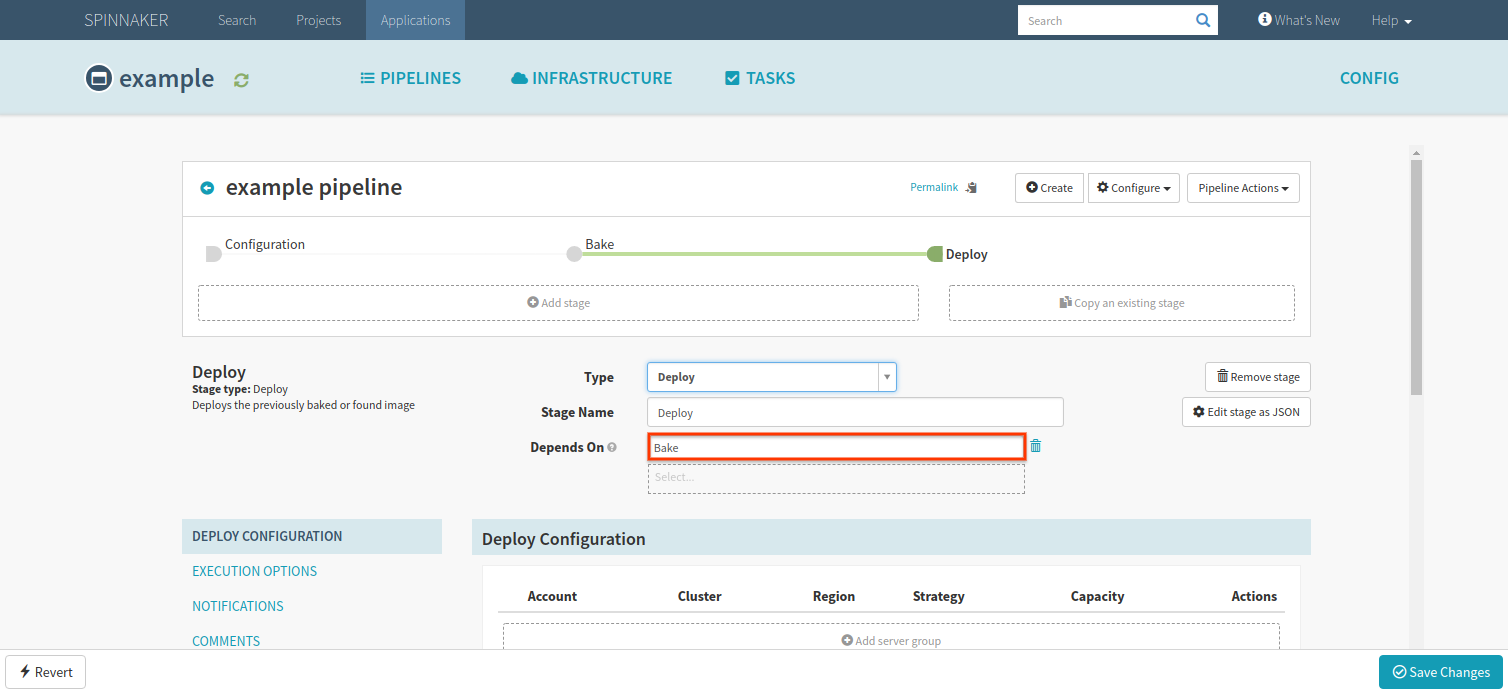 SPINNAKER Search Projects Applications Search What's New Help
example PIPELINES INFRASTRUCTURE TASKS CONFIG
example pipeline Permalink Create Configure Pipeline Actions
Configuration Bake Deploy
Add stage Copy an existing stage
Deploy
Stage type: Deploy
Deploys the previously baked or found image
Type Deploy Remove stage
Stage Name Deploy Edit stage as JSON
Depends On Bake
Select...
DEPLOY CONFIGURATION
EXECUTION OPTIONS
NOTIFICATIONS
COMMENTS
Deploy Configuration
Account Cluster Region Strategy Capacity Actions
Add server group
Revert Save Changes